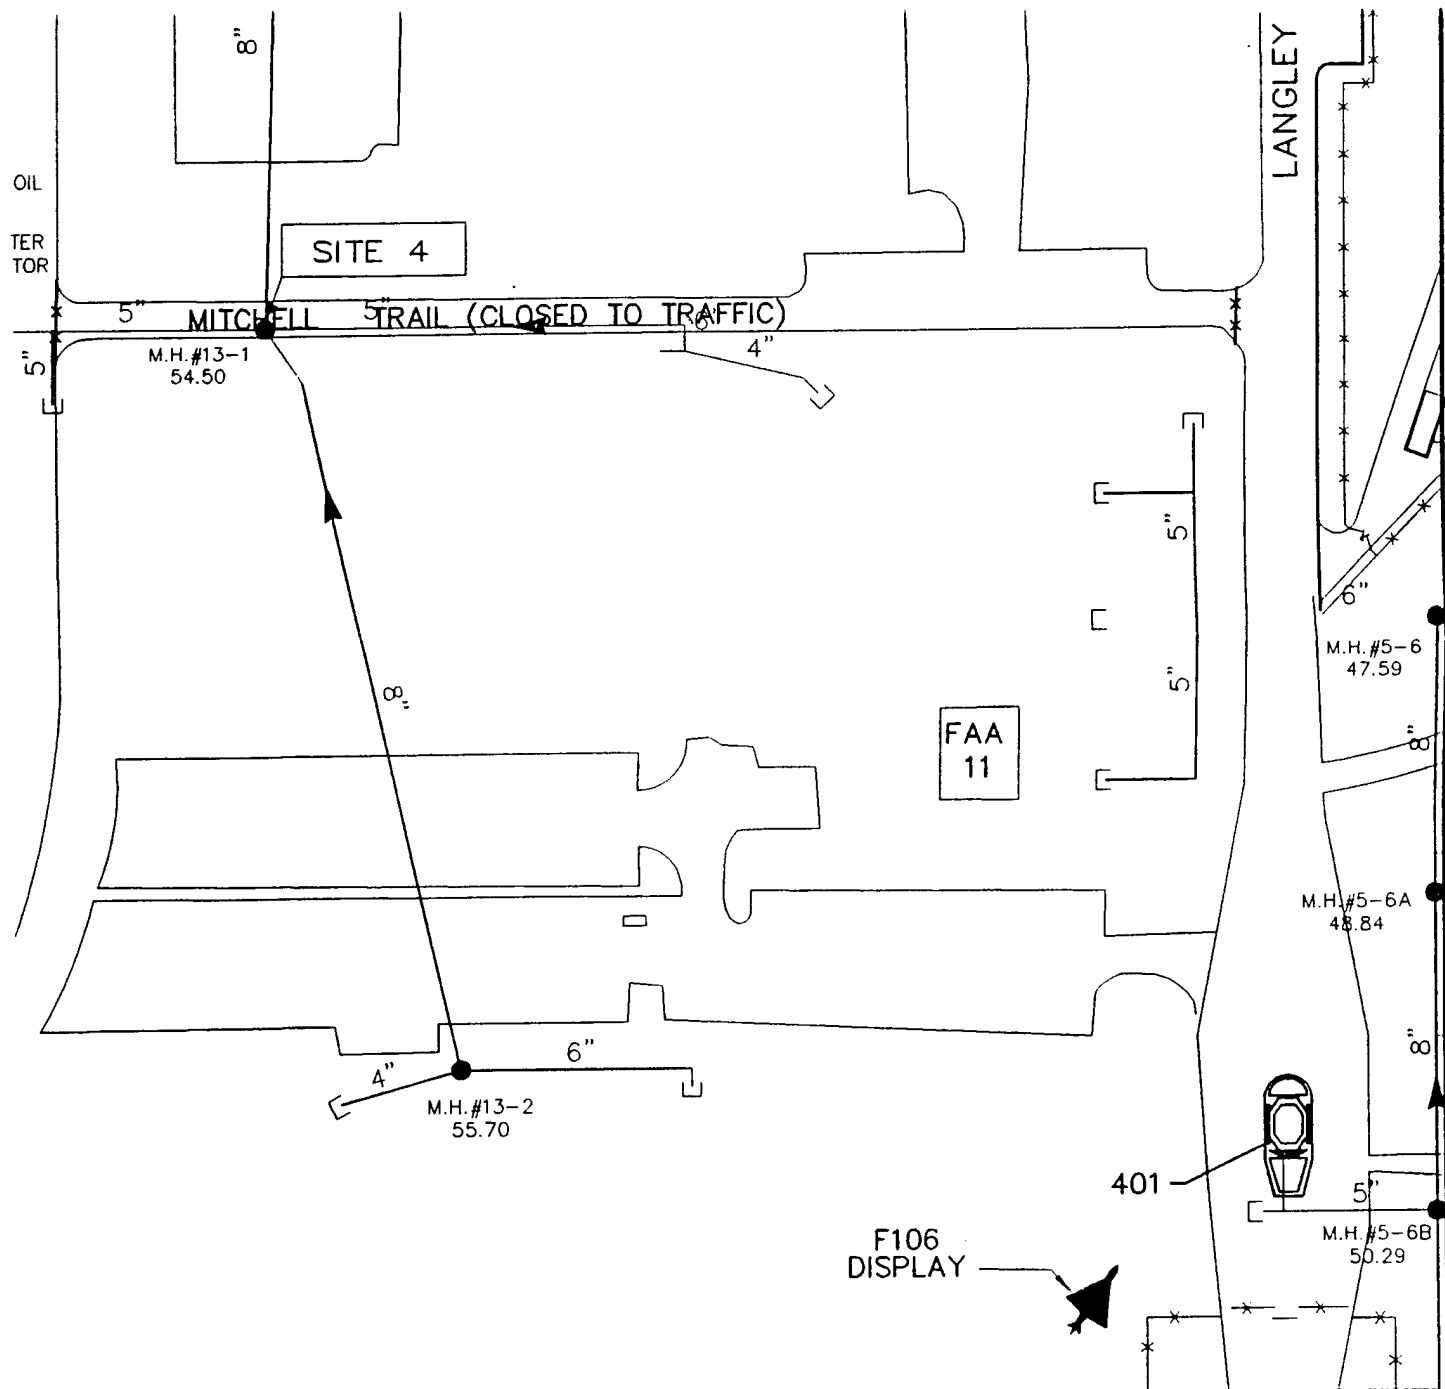 8"
LANGLEY
OIL
TER
TOR
SITE 4
5"
5"
MITCHELL TRAIL (CLOSED TO TRAFFIC)
6"
4"
5"
M.H.#13-1
54.50
5"
6"
M.H.#5-6
47.59
5"
8"
8"
FAA
11
M.H.#5-6A
48.84
8"
6"
4"
M.H.#13-2
55.70
401
5"
M.H.#5-6B
50.29
F106
DISPLAY